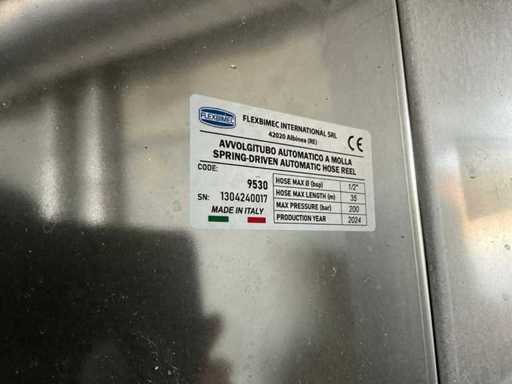 FLEXBIMEC
FLEXBIMEC INTERNATIONAL SRL
42020 Albinea (RE)
CE
AVVOLGITUBO AUTOMATICO A MOLLA
SPRING-DRIVEN AUTOMATIC HOSE REEL
CODE: 9530
SN: 1304240017
MADE IN ITALY
HOSE MAX Ø (bsp) 1/2"
HOSE MAX LENGTH (m) 35
MAX PRESSURE (bar) 200
PRODUCTION YEAR 2024